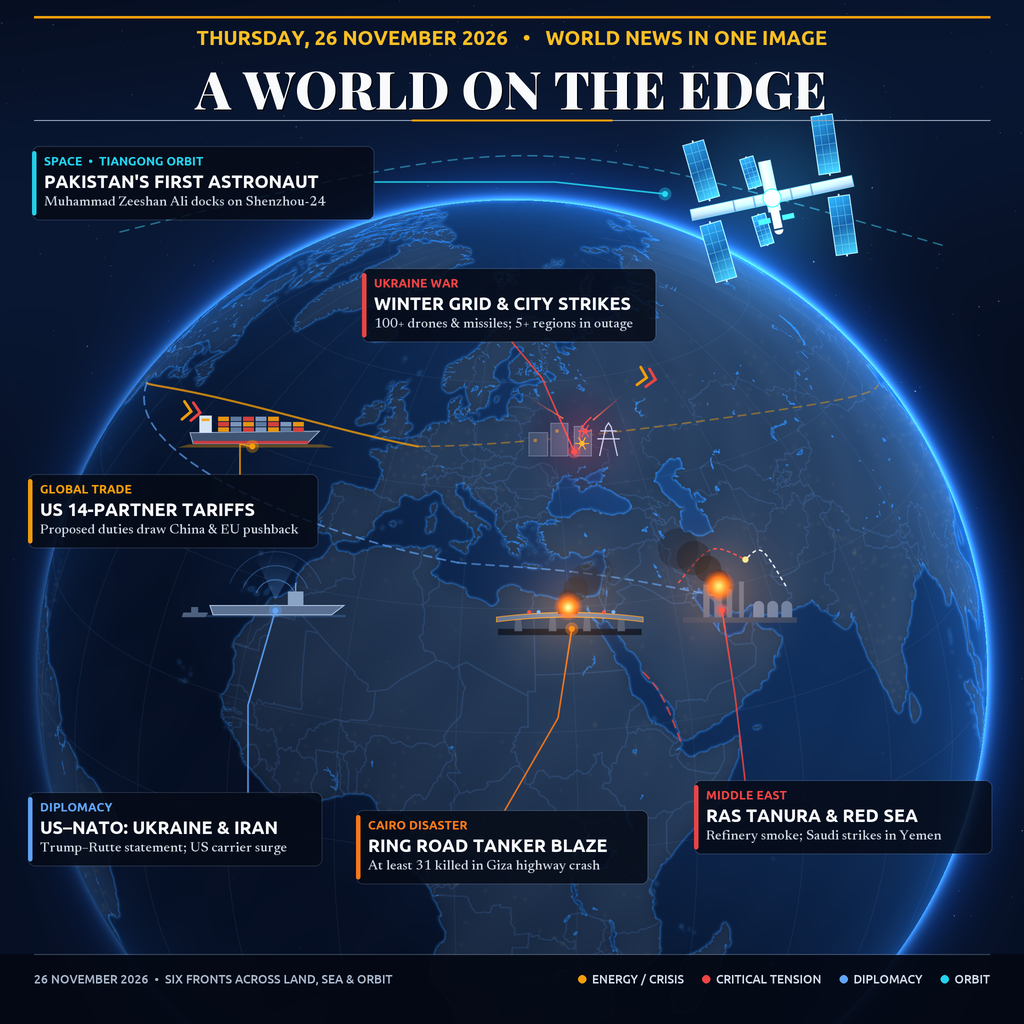 THURSDAY, 26 NOVEMBER 2026 • WORLD NEWS IN ONE IMAGE
A WORLD ON THE EDGE
SPACE • TIANGONG ORBIT
PAKISTAN'S FIRST ASTRONAUT
Muhammad Zeeshan Ali docks on Shenzhou-24
UKRAINE WAR
WINTER GRID & CITY STRIKES
100+ drones & missiles; 5+ regions in outage
GLOBAL TRADE
US 14-PARTNER TARIFFS
Proposed duties draw China & EU pushback
DIPLOMACY
US–NATO: UKRAINE & IRAN
Trump–Rutte statement; US carrier surge
CAIRO DISASTER
RING ROAD TANKER BLAZE
At least 31 killed in Giza highway crash
MIDDLE EAST
RAS TANURA & RED SEA
Refinery smoke; Saudi strikes in Yemen
26 NOVEMBER 2026 • SIX FRONTS ACROSS LAND, SEA & ORBIT
ENERGY / CRISIS
CRITICAL TENSION
DIPLOMACY
ORBIT